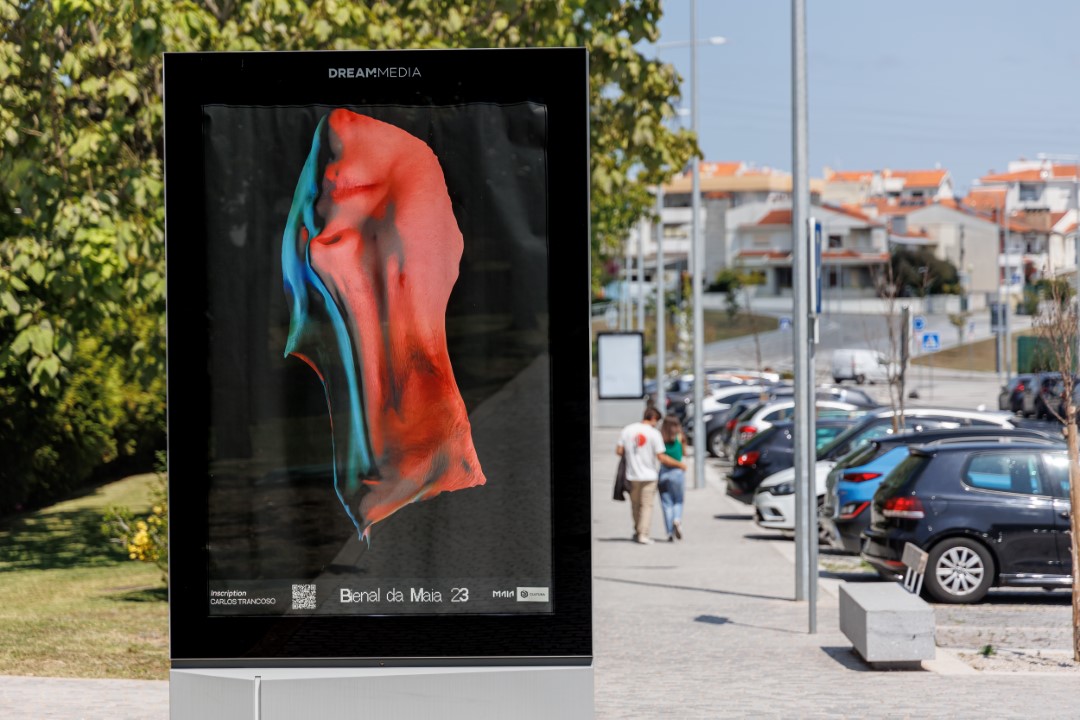 DREAMMEDIA
Inscription
CARLOS TRANCOSO
Bienal da Maia 23
MAIA